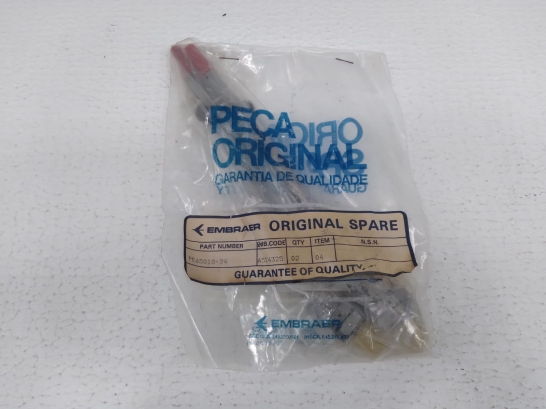 PEÇA
ORIGINAL
GARANTIA DE QUALIDADE
EMBRAER ORIGINAL SPARE
PART NUMBER EMB.CODE QTY ITEM N.S.N.
02 04
GUARANTEE OF QUALITY
EMBRAER